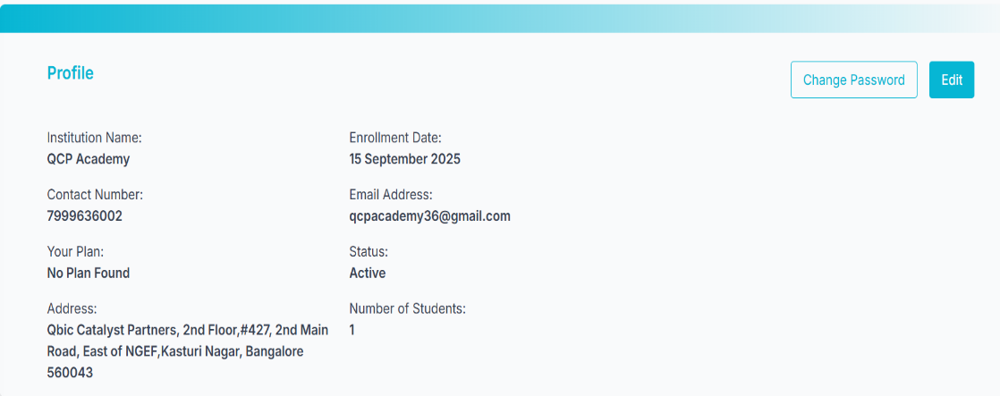 Profile
Change Password
Edit
Institution Name:
QCP Academy
Enrollment Date:
15 September 2025
Contact Number:
7999636002
Email Address:
qcpacademy36@gmail.com
Your Plan:
No Plan Found
Status:
Active
Address:
Qbic Catalyst Partners, 2nd Floor,#427, 2nd Main
Road, East of NGEF,Kasturi Nagar, Bangalore
560043
Number of Students:
1